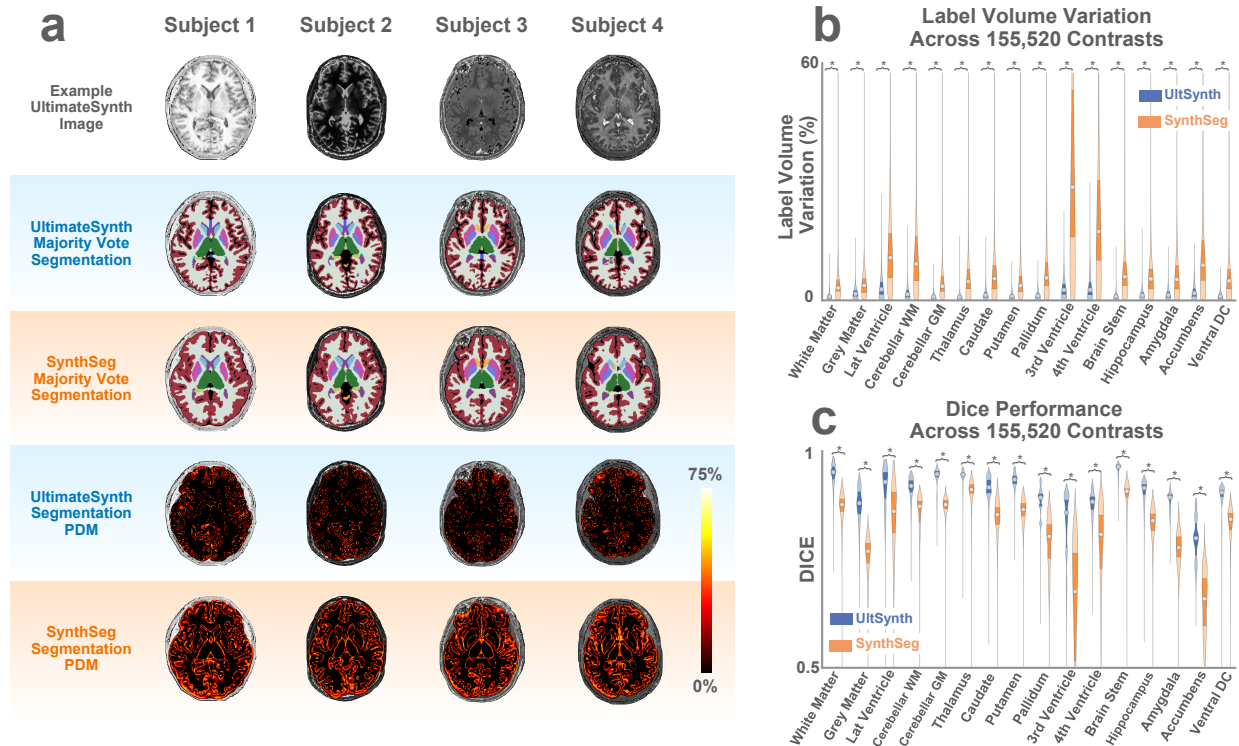 a
Subject 1
Subject 2
Subject 3
Subject 4
Example
UltimateSynth
Image
UltimateSynth
Majority Vote
Segmentation
SynthSeg
Majority Vote
Segmentation
UltimateSynth
Segmentation
PDM
SynthSeg
Segmentation
PDM
75%
0%
b
Label Volume Variation
Across 155,520 Contrasts
60
0
Label Volume
Variation (%)
* * * * * * * * * * * * * * * *
UltSynth
SynthSeg
White Matter
Grey Matter
Lat Ventricle
Cerebellar WM
Cerebellar GM
Thalamus
Caudate
Putamen
Pallidum
3rd Ventricle
4th Ventricle
Brain Stem
Hippocampus
Amygdala
Accumbens
Ventral DC
c
Dice Performance
Across 155,520 Contrasts
1
0.5
DICE
* * * * * * * * * * * * * * * *
UltSynth
SynthSeg
White Matter
Grey Matter
Lat Ventricle
Cerebellar WM
Cerebellar GM
Thalamus
Caudate
Putamen
Pallidum
3rd Ventricle
4th Ventricle
Brain Stem
Hippocampus
Amygdala
Accumbens
Ventral DC